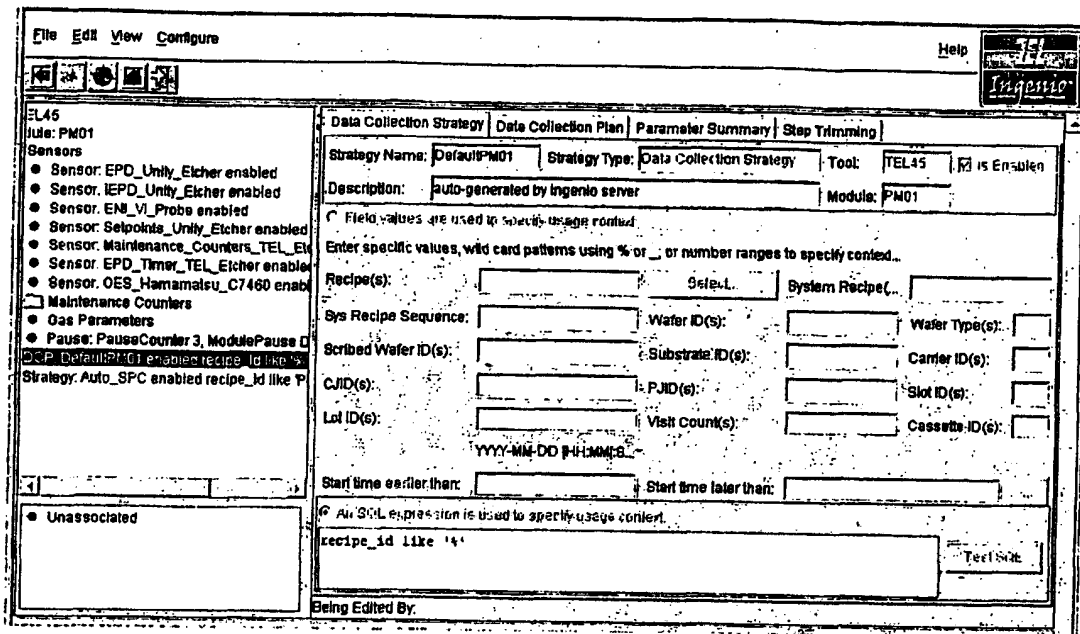 File Edit View Configure
Help
TEL
Ingenio
EL45
lule: PM01
Sensors
Sensor: EPD_Unity_Etcher enabled
Sensor. IEPD_Unity_Etcher enabled
Sensor. ENI_VI_Probe enabled
Sensor: Setpoints_Unity_Etcher enabled
Sensor: Maintenance_Counters_TEL_Etc
Sensor. EPD_Timer_TEL_Etcher enable
Sensor. OES_Hamamatsu_C7460 enabl
Maintenance Counters
Gas Parameters
Pause: PauseCounter 3, ModulePause D
DCP. DefaultPM01 enabled recipe_id like '%
Strategy: Auto_SPC enabled recipe_id like 'P
Unassociated
Data Collection Strategy Data Collection Plan Parameter Summary Step Trimming
Strategy Name: DefaultPM01 Strategy Type: Data Collection Strategy Tool: TEL45 Is Enabled
Description: auto-generated by Ingenio server Module: PM01
Field values are used to specify usage context.
Enter specific values, wild card patterns using % or _, or number ranges to specify context...
Recipe(s): Select... System Recipe(...
Sys Recipe Sequence: Wafer ID(s): Wafer Type(s):
Scribed Wafer ID(s): Substrate ID(s): Carrier ID(s):
CJID(s): PJID(s): Slot ID(s):
Lot ID(s): Visit Count(s): Cassette ID(s):
YYYY-MM-DD [HH:MM:S...
Start time earlier than: Start time later than:
An SQL expression is used to specify usage context.
recipe_id like '%'
Test SQL
Being Edited By: